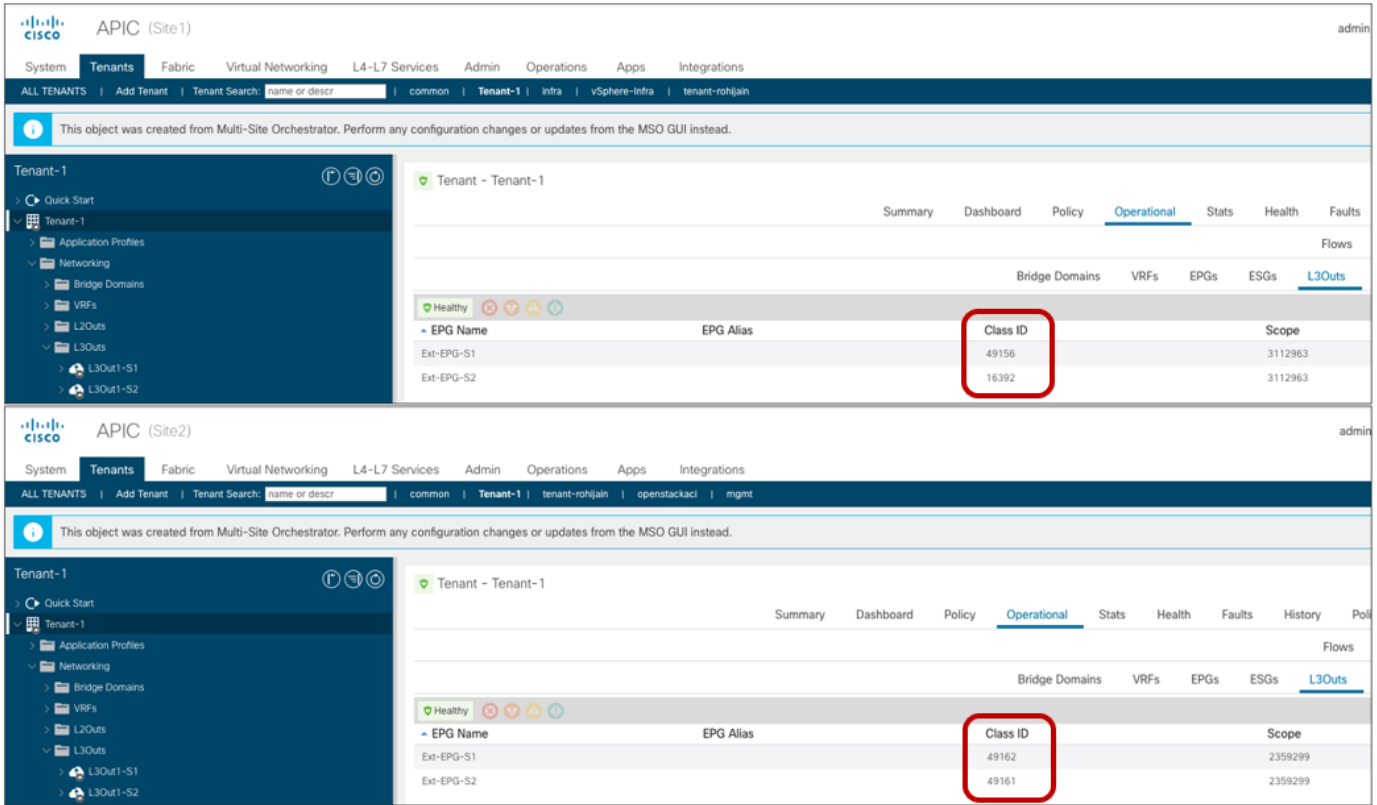 cisco APIC (Site1) admin
System Tenants Fabric Virtual Networking L4-L7 Services Admin Operations Apps Integrations
ALL TENANTS | Add Tenant | Tenant Search: name or descr | common | Tenant-1 | infra | vSphere-Infra | tenant-rohijain
This object was created from Multi-Site Orchestrator. Perform any configuration changes or updates from the MSO GUI instead.
Tenant-1
Quick Start
Tenant-1
Application Profiles
Networking
Bridge Domains
VRFs
L2Outs
L3Outs
L3Out1-S1
L3Out1-S2
Tenant - Tenant-1
Summary Dashboard Policy Operational Stats Health Faults
Flows
Bridge Domains VRFs EPGs ESGs L3Outs
Healthy
EPG Name EPG Alias Class ID Scope
Ext-EPG-S1 49156 3112963
Ext-EPG-S2 16392 3112963
cisco APIC (Site2) admin
System Tenants Fabric Virtual Networking L4-L7 Services Admin Operations Apps Integrations
ALL TENANTS | Add Tenant | Tenant Search: name or descr | common | Tenant-1 | tenant-rohijain | openstackaci | mgmt
This object was created from Multi-Site Orchestrator. Perform any configuration changes or updates from the MSO GUI instead.
Tenant-1
Quick Start
Tenant-1
Application Profiles
Networking
Bridge Domains
VRFs
L2Outs
L3Outs
L3Out1-S1
L3Out1-S2
Tenant - Tenant-1
Summary Dashboard Policy Operational Stats Health Faults History Poli
Flows
Bridge Domains VRFs EPGs ESGs L3Outs
Healthy
EPG Name EPG Alias Class ID Scope
Ext-EPG-S1 49162 2359299
Ext-EPG-S2 49161 2359299